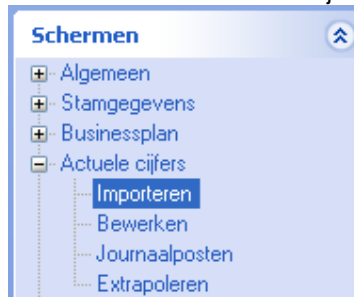 Schermen
Algemeen
Stamgegevens
Businessplan
Actuele cijfers
Importeren
Bewerken
Journaalposten
Extrapoleren